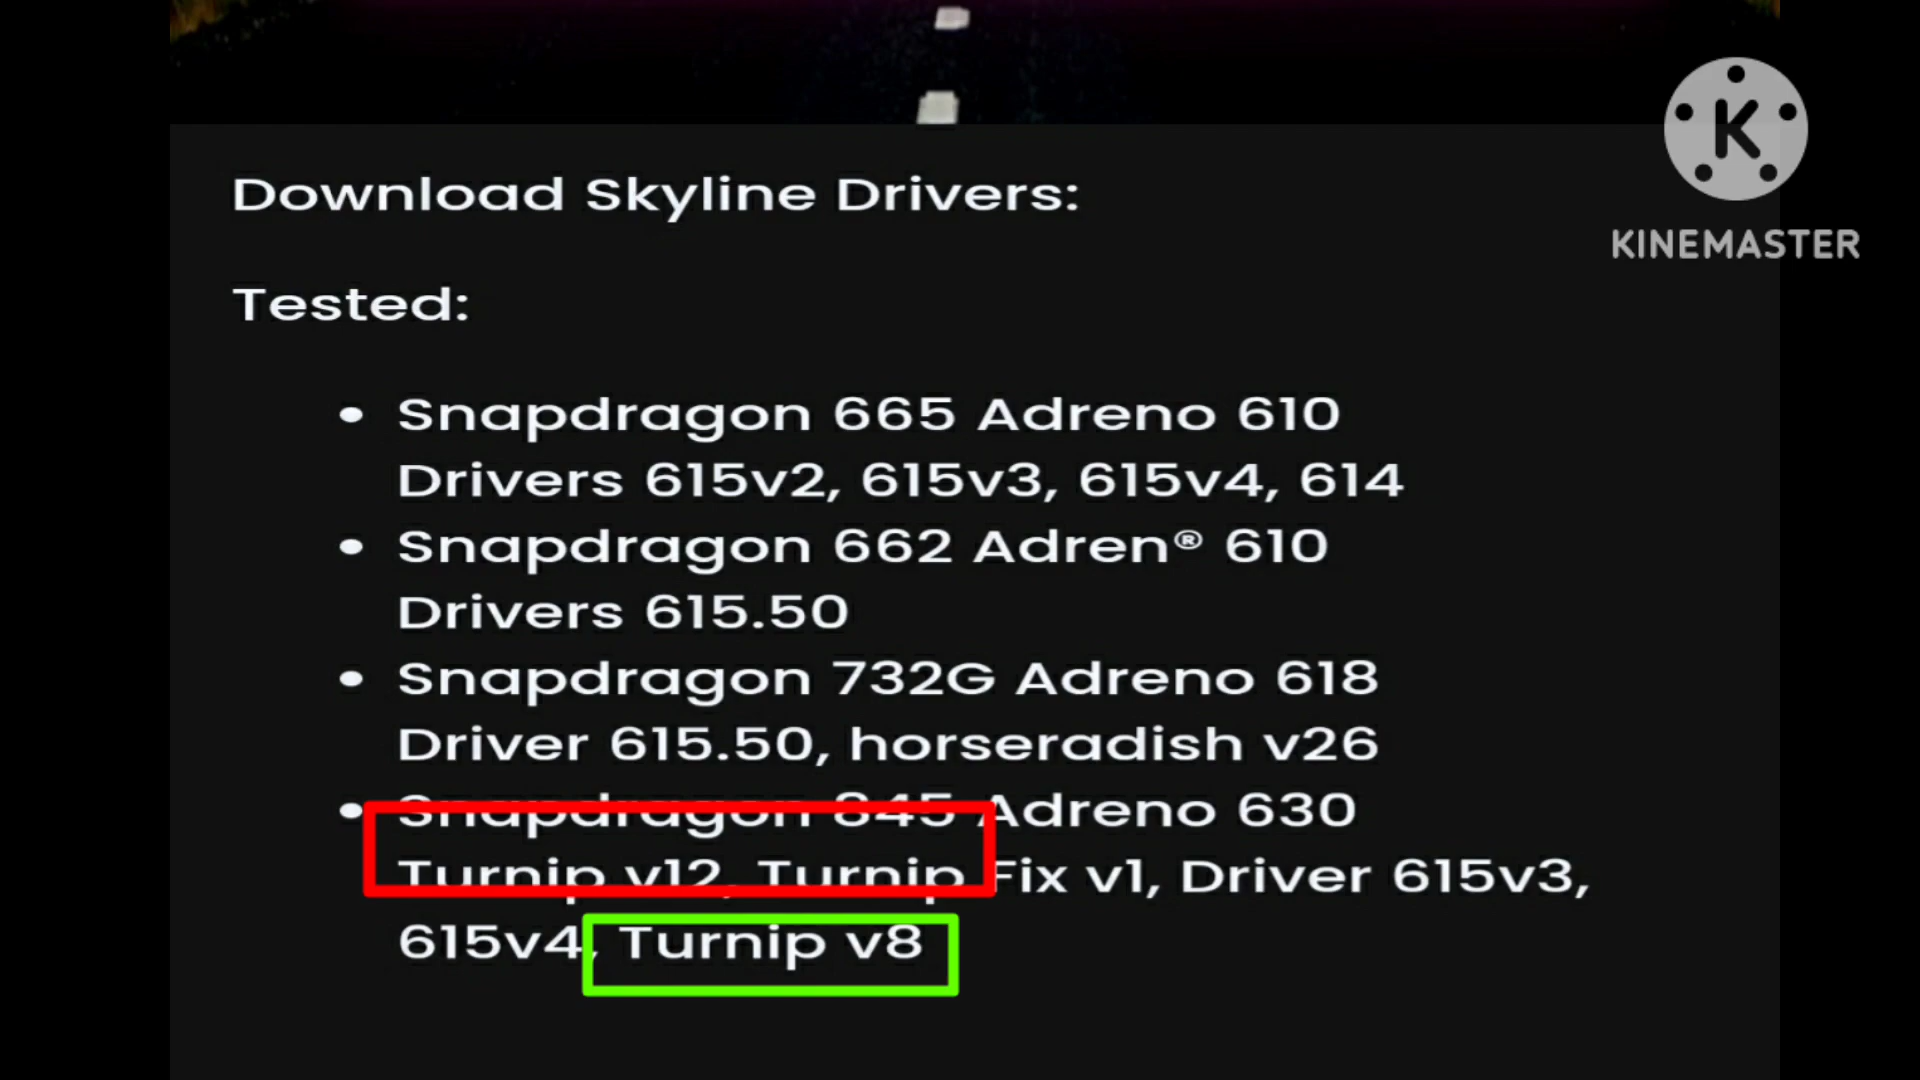 K
KINEMASTER
Download Skyline Drivers:
Tested:
• Snapdragon 665 Adreno 610
Drivers 615v2, 615v3, 615v4, 614
• Snapdragon 662 Adren® 610
Drivers 615.50
• Snapdragon 732G Adreno 618
Driver 615.50, horseradish v26
• Snapdragon 845 Adreno 630
Turnip v12, Turnip Fix v1, Driver 615v3,
615v4, Turnip v8